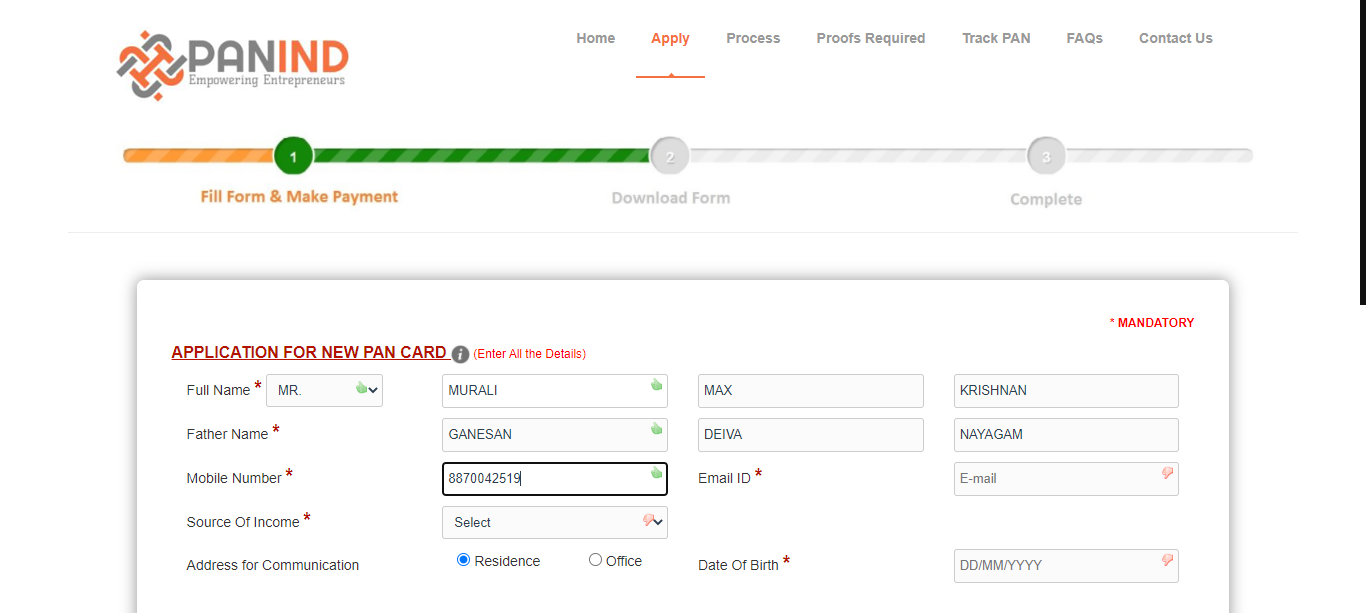 PANIND
Empowering Entrepreneurs
Home Apply Process Proofs Required Track PAN FAQs Contact Us
1 2 3
Fill Form & Make Payment Download Form Complete
* MANDATORY
APPLICATION FOR NEW PAN CARD i (Enter All the Details)
Full Name * MR. MURALI MAX KRISHNAN
Father Name * GANESAN DEIVA NAYAGAM
Mobile Number * 8870042519 Email ID * E-mail
Source Of Income * Select
Address for Communication Residence Office Date Of Birth * DD/MM/YYYY